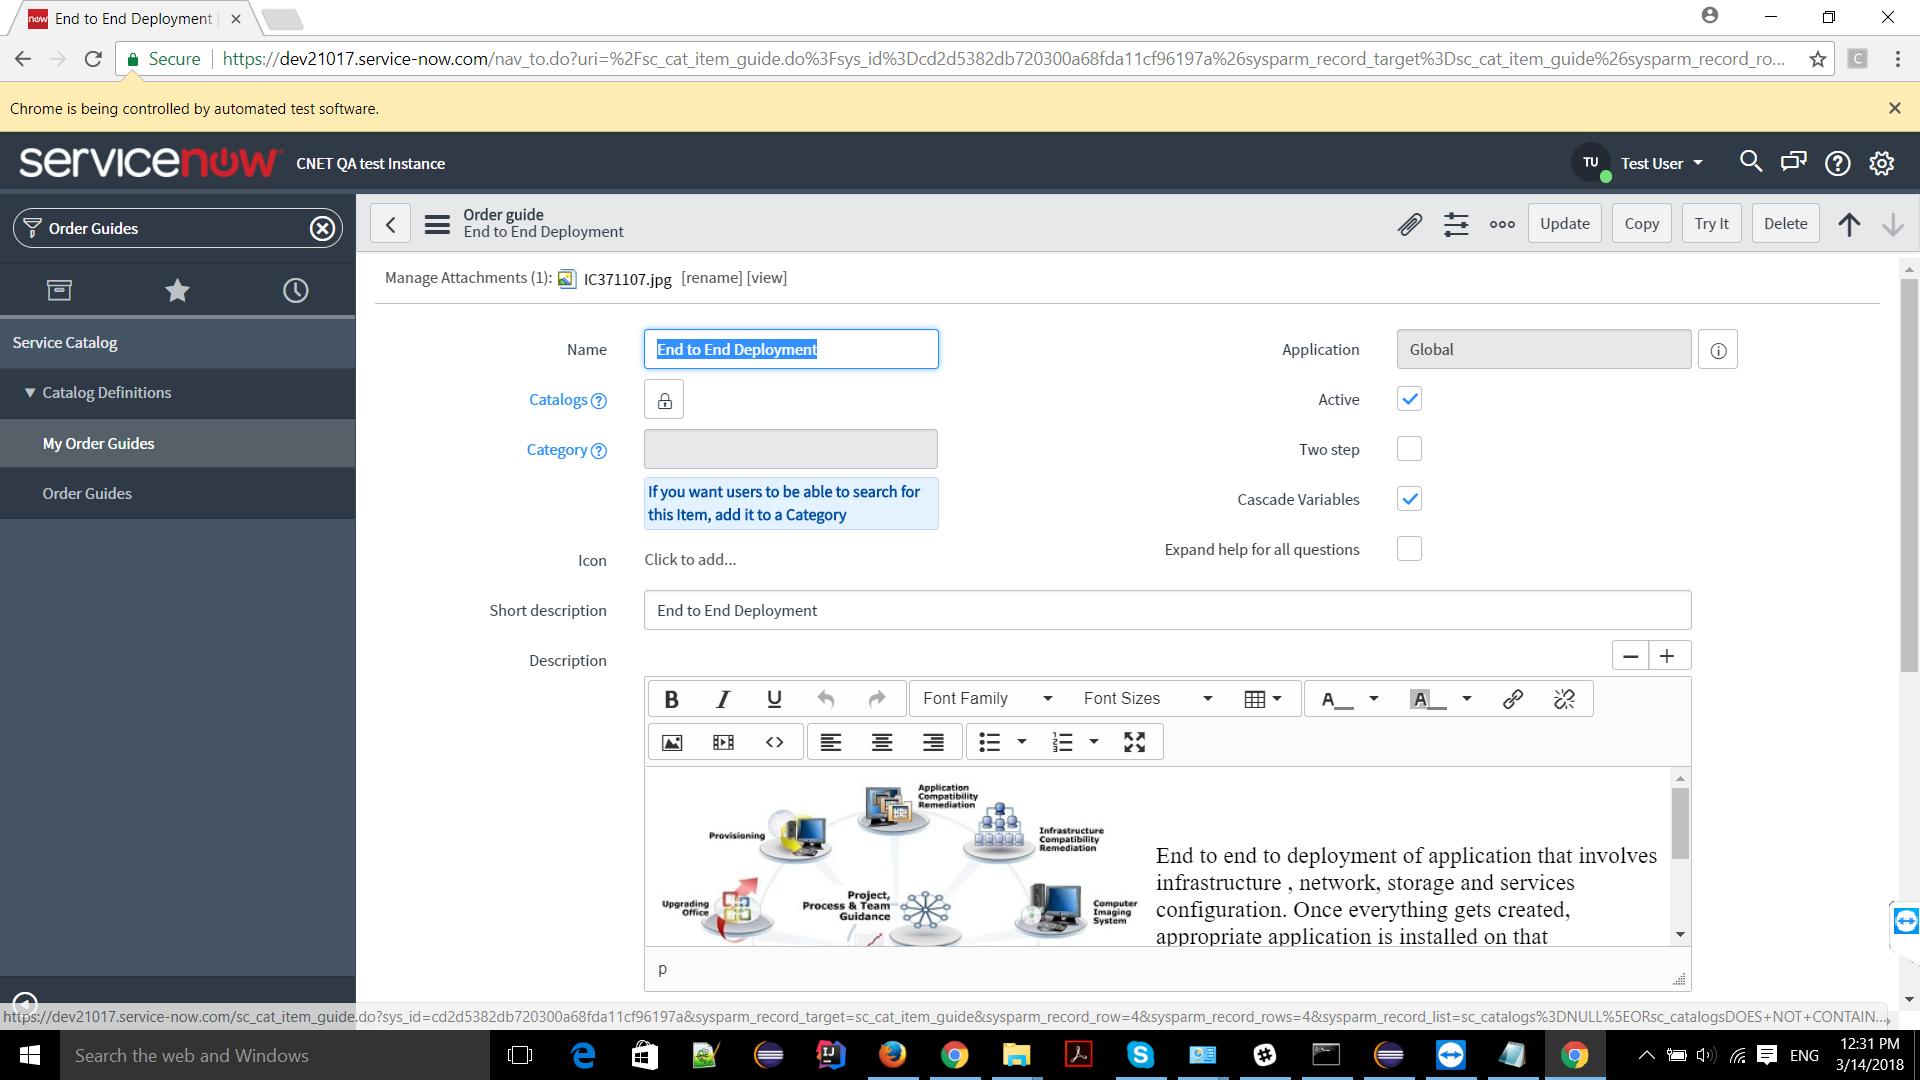 now End to End Deployment
Secure https://dev21017.service-now.com/nav_to.do?uri=%2Fsc_cat_item_guide.do%3Fsys_id%3Dcd2d5382db720300a68fda11cf96197a%26sysparm_record_target%3Dsc_cat_item_guide%26sysparm_record_ro...
C
Chrome is being controlled by automated test software.
servicenow CNET QA test Instance
TU Test User
Order Guides
Order guide
End to End Deployment
Update Copy Try It Delete
Manage Attachments (1): IC371107.jpg [rename] [view]
Service Catalog
Catalog Definitions
My Order Guides
Order Guides
Name End to End Deployment
Application Global
Catalogs
Active
Category
Two step
If you want users to be able to search for
this Item, add it to a Category
Cascade Variables
Expand help for all questions
Icon Click to add...
Short description End to End Deployment
Description
B I U Font Family Font Sizes A A
Application
Compatibility
Remediation
Provisioning
Infrastructure
Compatibility
Remediation
Upgrading
Office
Project,
Process & Team
Guidance
Computer
Imaging
System
End to end to deployment of application that involves
infrastructure , network, storage and services
configuration. Once everything gets created,
appropriate application is installed on that
p
https://dev21017.service-now.com/sc_cat_item_guide.do?sys_id=cd2d5382db720300a68fda11cf96197a&sysparm_record_target=sc_cat_item_guide&sysparm_record_row=4&sysparm_record_rows=4&sysparm_record_list=sc_catalogs%3DNULL%5EORsc_catalogsDOES+NOT+CONTAIN...
Search the web and Windows
ENG
12:31 PM
3/14/2018